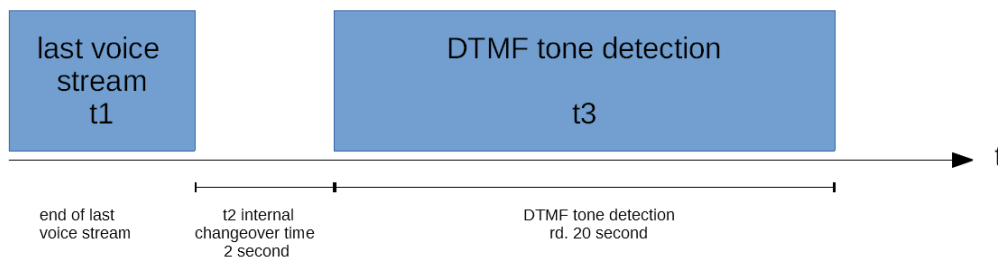 last voice
stream
t1
DTMF tone detection
t3
t
end of last
voice stream
t2 internal
changeover time
2 second
DTMF tone detection
rd. 20 second